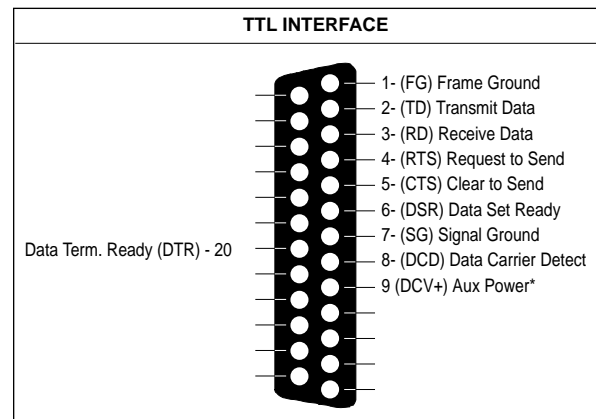 TTL INTERFACE
1- (FG) Frame Ground
2- (TD) Transmit Data
3- (RD) Receive Data
4- (RTS) Request to Send
5- (CTS) Clear to Send
6- (DSR) Data Set Ready
7- (SG) Signal Ground
Data Term. Ready (DTR) - 20
8- (DCD) Data Carrier Detect
9 (DCV+) Aux Power*